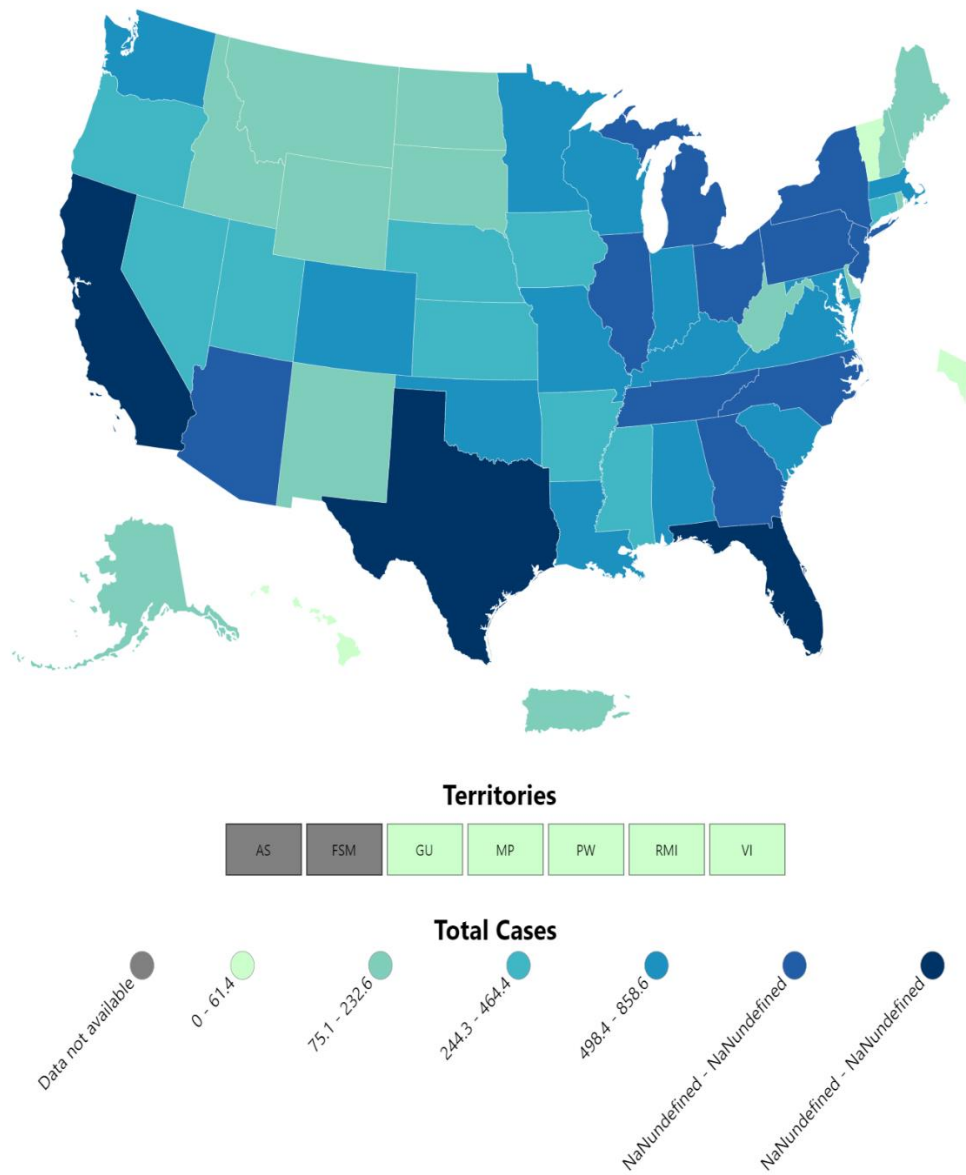 Territories
AS FSM GU MP PW RMI VI
Total Cases
Data not available
0 - 61.4
75.1 - 232.6
244.3 - 464.4
498.4 - 858.6
NaNundefined - NaNundefined
NaNundefined - NaNundefined